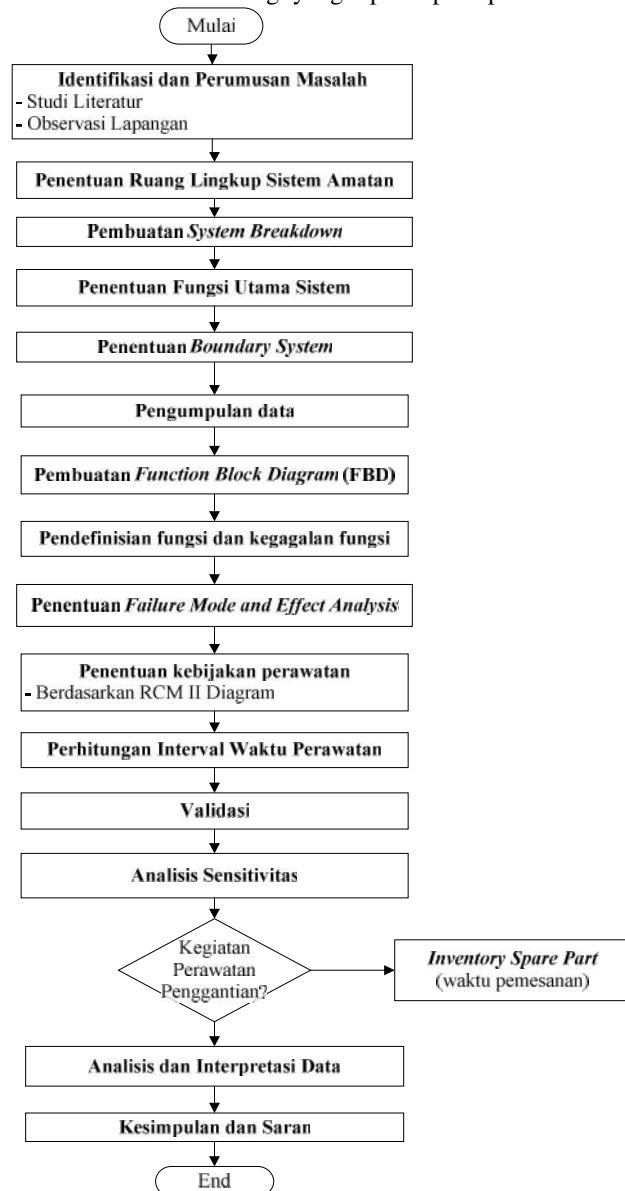 Mulai
Identifikasi dan Perumusan Masalah
- Studi Literatur
- Observasi Lapangan
Penentuan Ruang Lingkup Sistem Amatan
Pembuatan System Breakdown
Penentuan Fungsi Utama Sistem
Penentuan Boundary System
Pengumpulan data
Pembuatan Function Block Diagram (FBD)
Pendefinisian fungsi dan kegagalan fungsi
Penentuan Failure Mode and Effect Analysis
Penentuan kebijakan perawatan
- Berdasarkan RCM II Diagram
Perhitungan Interval Waktu Perawatan
Validasi
Analisis Sensitivitas
Kegiatan
Perawatan
Penggantian?
Inventory Spare Part
(waktu pemesanan)
Analisis dan Interpretasi Data
Kesimpulan dan Saran
End